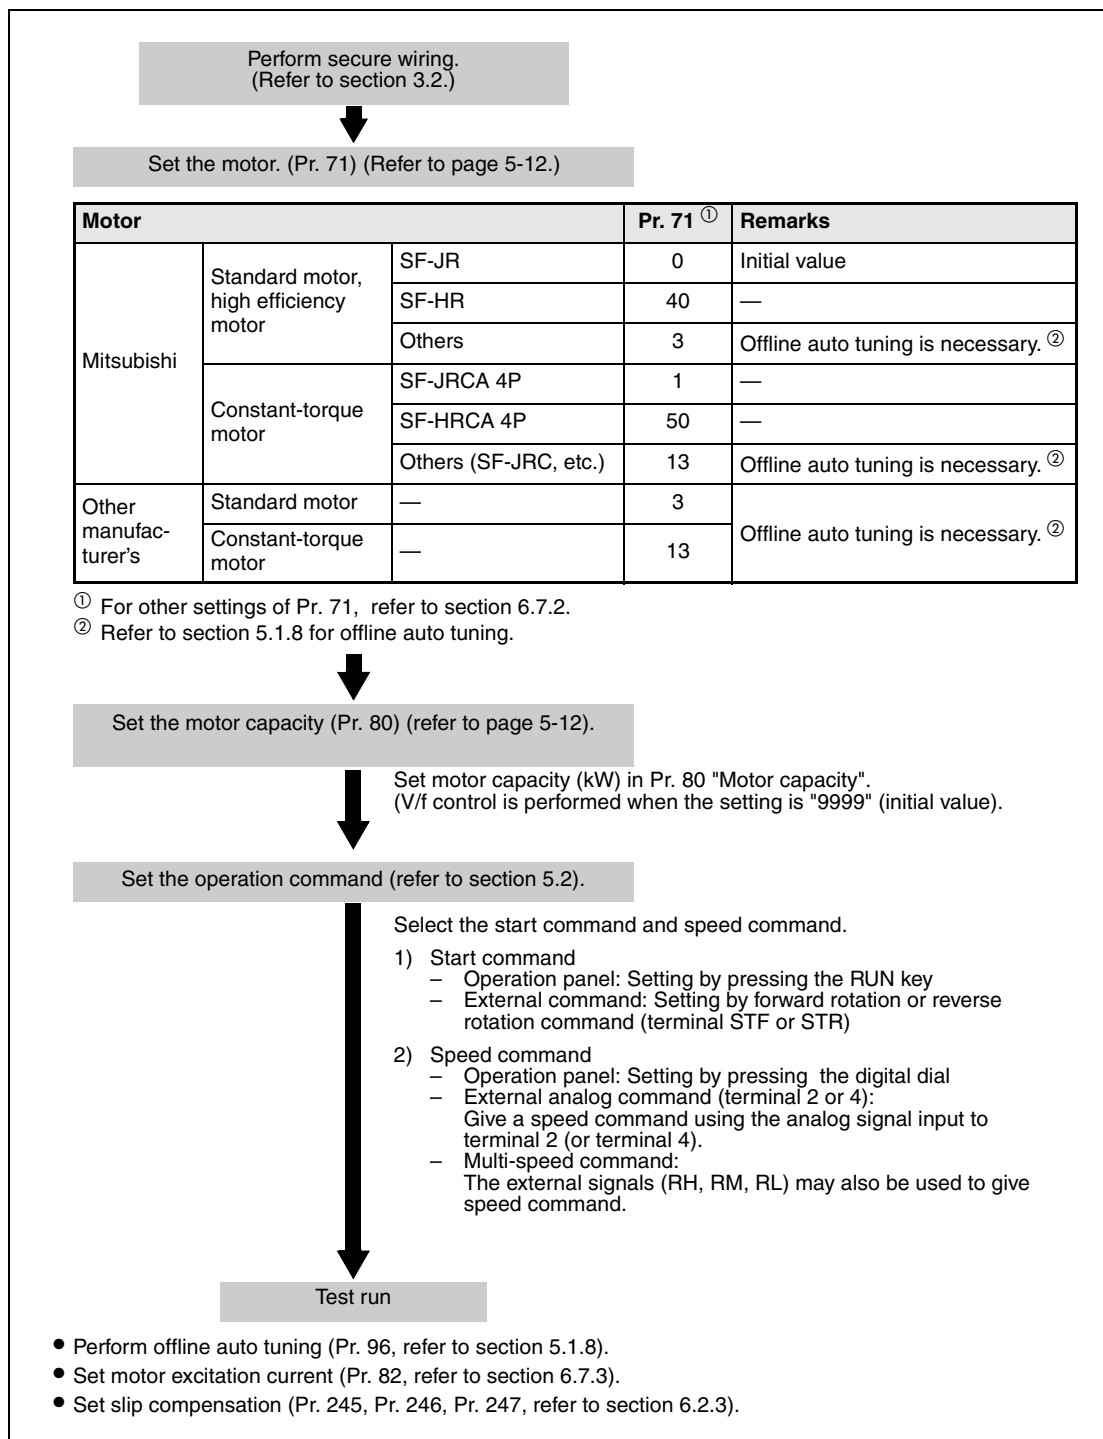 Perform secure wiring.
(Refer to section 3.2.)
Set the motor. (Pr. 71) (Refer to page 5-12.)
Motor Pr. 71 ① Remarks
Mitsubishi
Standard motor,
high efficiency
motor
SF-JR 0 Initial value
SF-HR 40 —
Others 3 Offline auto tuning is necessary. ②
Constant-torque
motor
SF-JRCA 4P 1 —
SF-HRCA 4P 50 —
Others (SF-JRC, etc.) 13 Offline auto tuning is necessary. ②
Other
manufac-
turer's
Standard motor — 3
Constant-torque
motor
— 13
Offline auto tuning is necessary. ②
① For other settings of Pr. 71, refer to section 6.7.2.
② Refer to section 5.1.8 for offline auto tuning.
Set the motor capacity (Pr. 80) (refer to page 5-12).
Set motor capacity (kW) in Pr. 80 "Motor capacity".
(V/f control is performed when the setting is "9999" (initial value).
Set the operation command (refer to section 5.2).
Select the start command and speed command.
1) Start command
– Operation panel: Setting by pressing the RUN key
– External command: Setting by forward rotation or reverse
rotation command (terminal STF or STR)
2) Speed command
– Operation panel: Setting by pressing the digital dial
– External analog command (terminal 2 or 4):
Give a speed command using the analog signal input to
terminal 2 (or terminal 4).
– Multi-speed command:
The external signals (RH, RM, RL) may also be used to give
speed command.
Test run
● Perform offline auto tuning (Pr. 96, refer to section 5.1.8).
● Set motor excitation current (Pr. 82, refer to section 6.7.3).
● Set slip compensation (Pr. 245, Pr. 246, Pr. 247, refer to section 6.2.3).